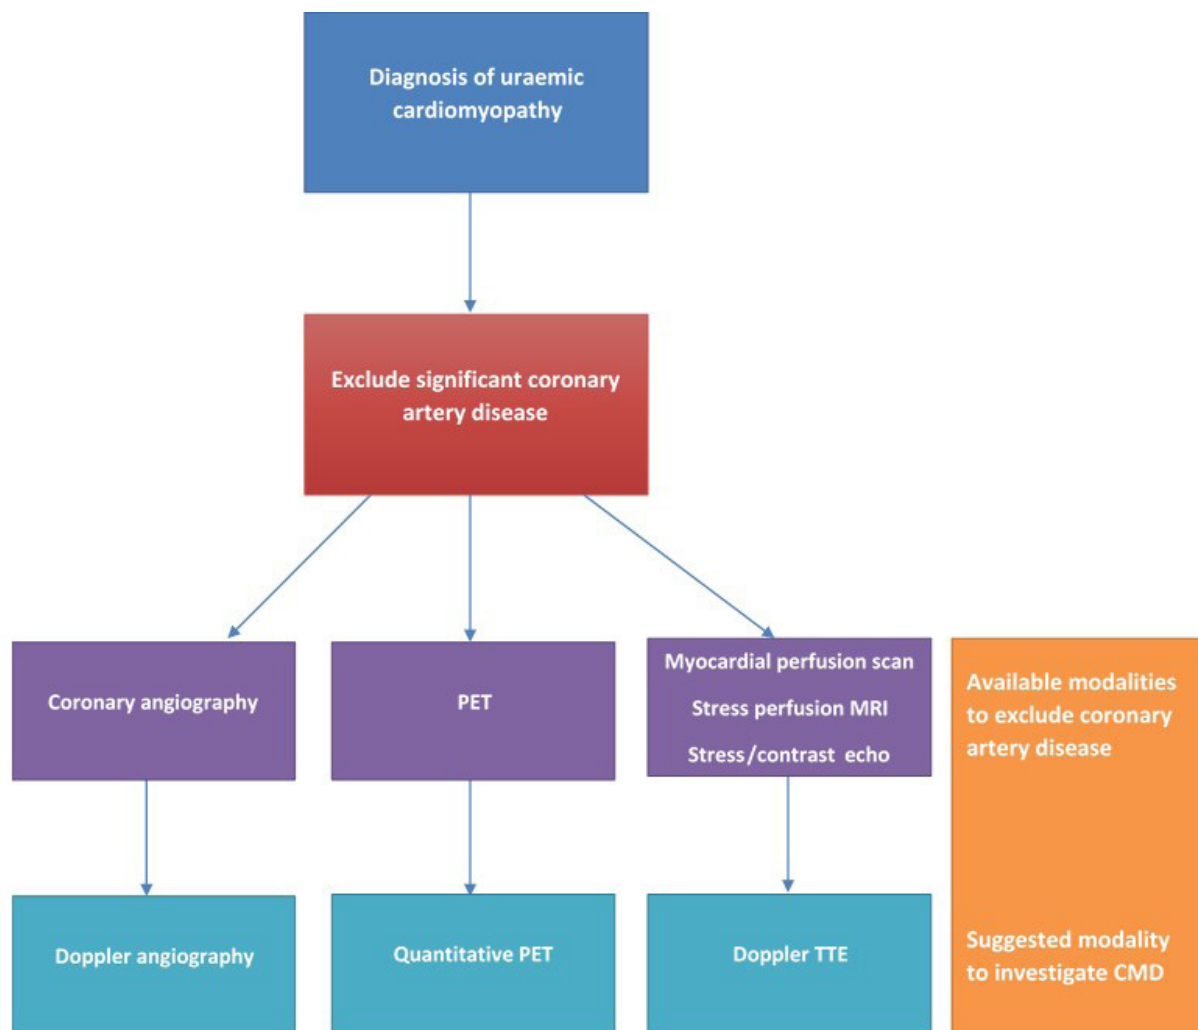 Diagnosis of uraemic
cardiomyopathy
Exclude significant coronary
artery disease
Coronary angiography
PET
Myocardial perfusion scan
Stress perfusion MRI
Stress/contrast echo
Available modalities
to exclude coronary
artery disease
Doppler angiography
Quantitative PET
Doppler TTE
Suggested modality
to investigate CMD